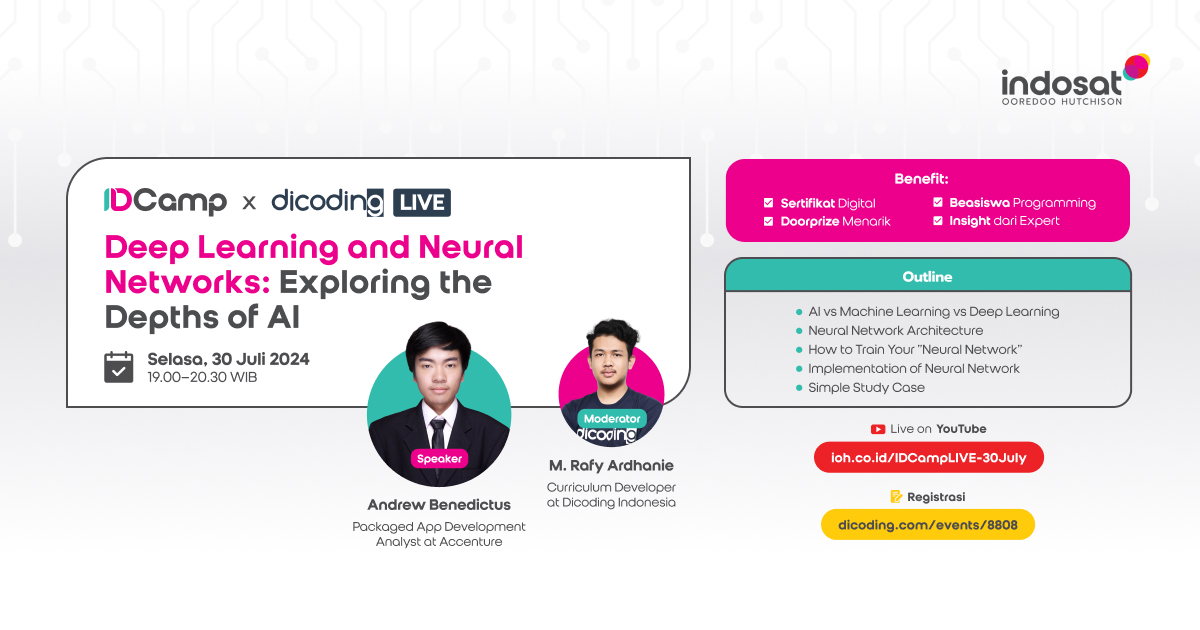 indosat
OOREDOO HUTCHISON
IDCamp x dicoding LIVE
Deep Learning and Neural
Networks: Exploring the
Depths of AI
Selasa, 30 Juli 2024
19.00–20.30 WIB
Speaker
Andrew Benedictus
Packaged App Development
Analyst at Accenture
Moderator
dicoding
M. Rafy Ardhanie
Curriculum Developer
at Dicoding Indonesia
Benefit:
Sertifikat Digital
Beasiswa Programming
Doorprize Menarik
Insight dari Expert
Outline
AI vs Machine Learning vs Deep Learning
Neural Network Architecture
How to Train Your "Neural Network"
Implementation of Neural Network
Simple Study Case
Live on YouTube
ioh.co.id/IDCampLIVE-30July
Registrasi
dicoding.com/events/8808